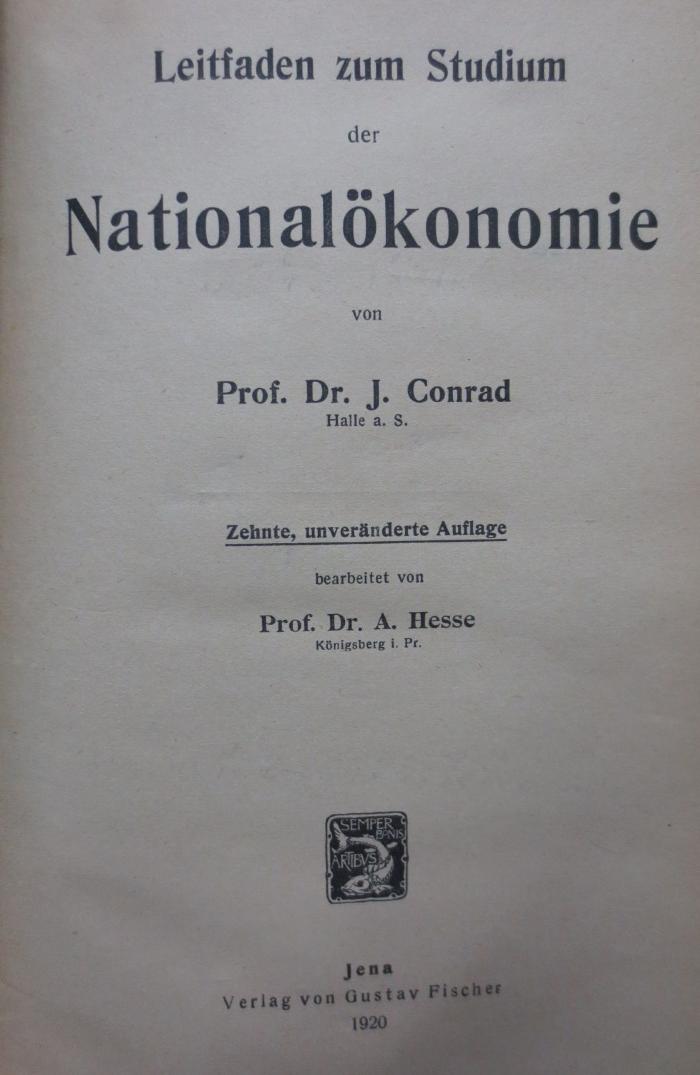 Leitfaden zum Studium
der
Nationalökonomie
von
Prof. Dr. J. Conrad
Halle a. S.
Zehnte, unveränderte Auflage
bearbeitet von
Prof. Dr. A. Hesse
Königsberg i. Pr.
SEMPER
BONIS
ARTIBVS
Jena
Verlag von Gustav Fischer
1920